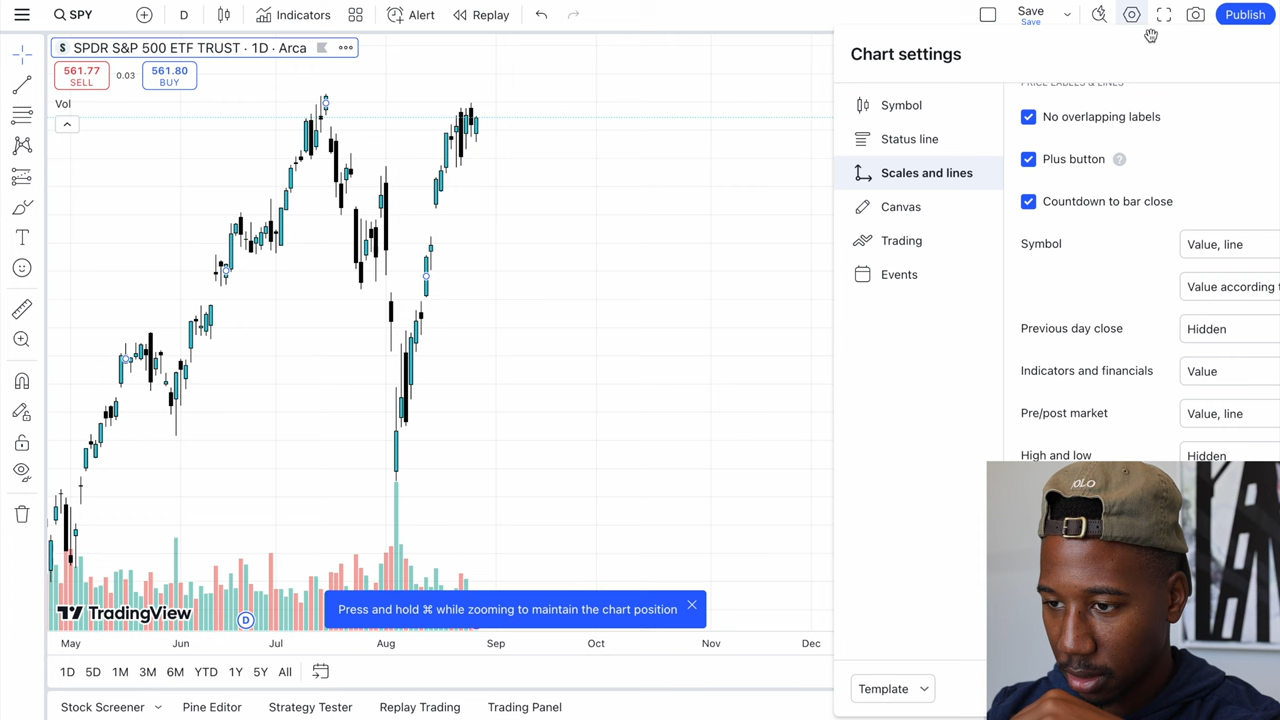 SPY
D
Indicators
Alert
Replay
Save
Save
Publish
S SPDR S&P 500 ETF TRUST · 1D · Arca
561.77
SELL
0.03
561.80
BUY
Vol
Chart settings
PRICE LABELS & LINES
Symbol
Status line
Scales and lines
Canvas
Trading
Events
No overlapping labels
Plus button ?
Countdown to bar close
Symbol
Value, line
Value according t
Previous day close
Hidden
Indicators and financials
Value
Pre/post market
Value, line
High and low
Hidden
POLO
TradingView
D
Press and hold ⌘ while zooming to maintain the chart position
May
Jun
Jul
Aug
Sep
Oct
Nov
Dec
1D 5D 1M 3M 6M YTD 1Y 5Y All
Template
Stock Screener
Pine Editor
Strategy Tester
Replay Trading
Trading Panel